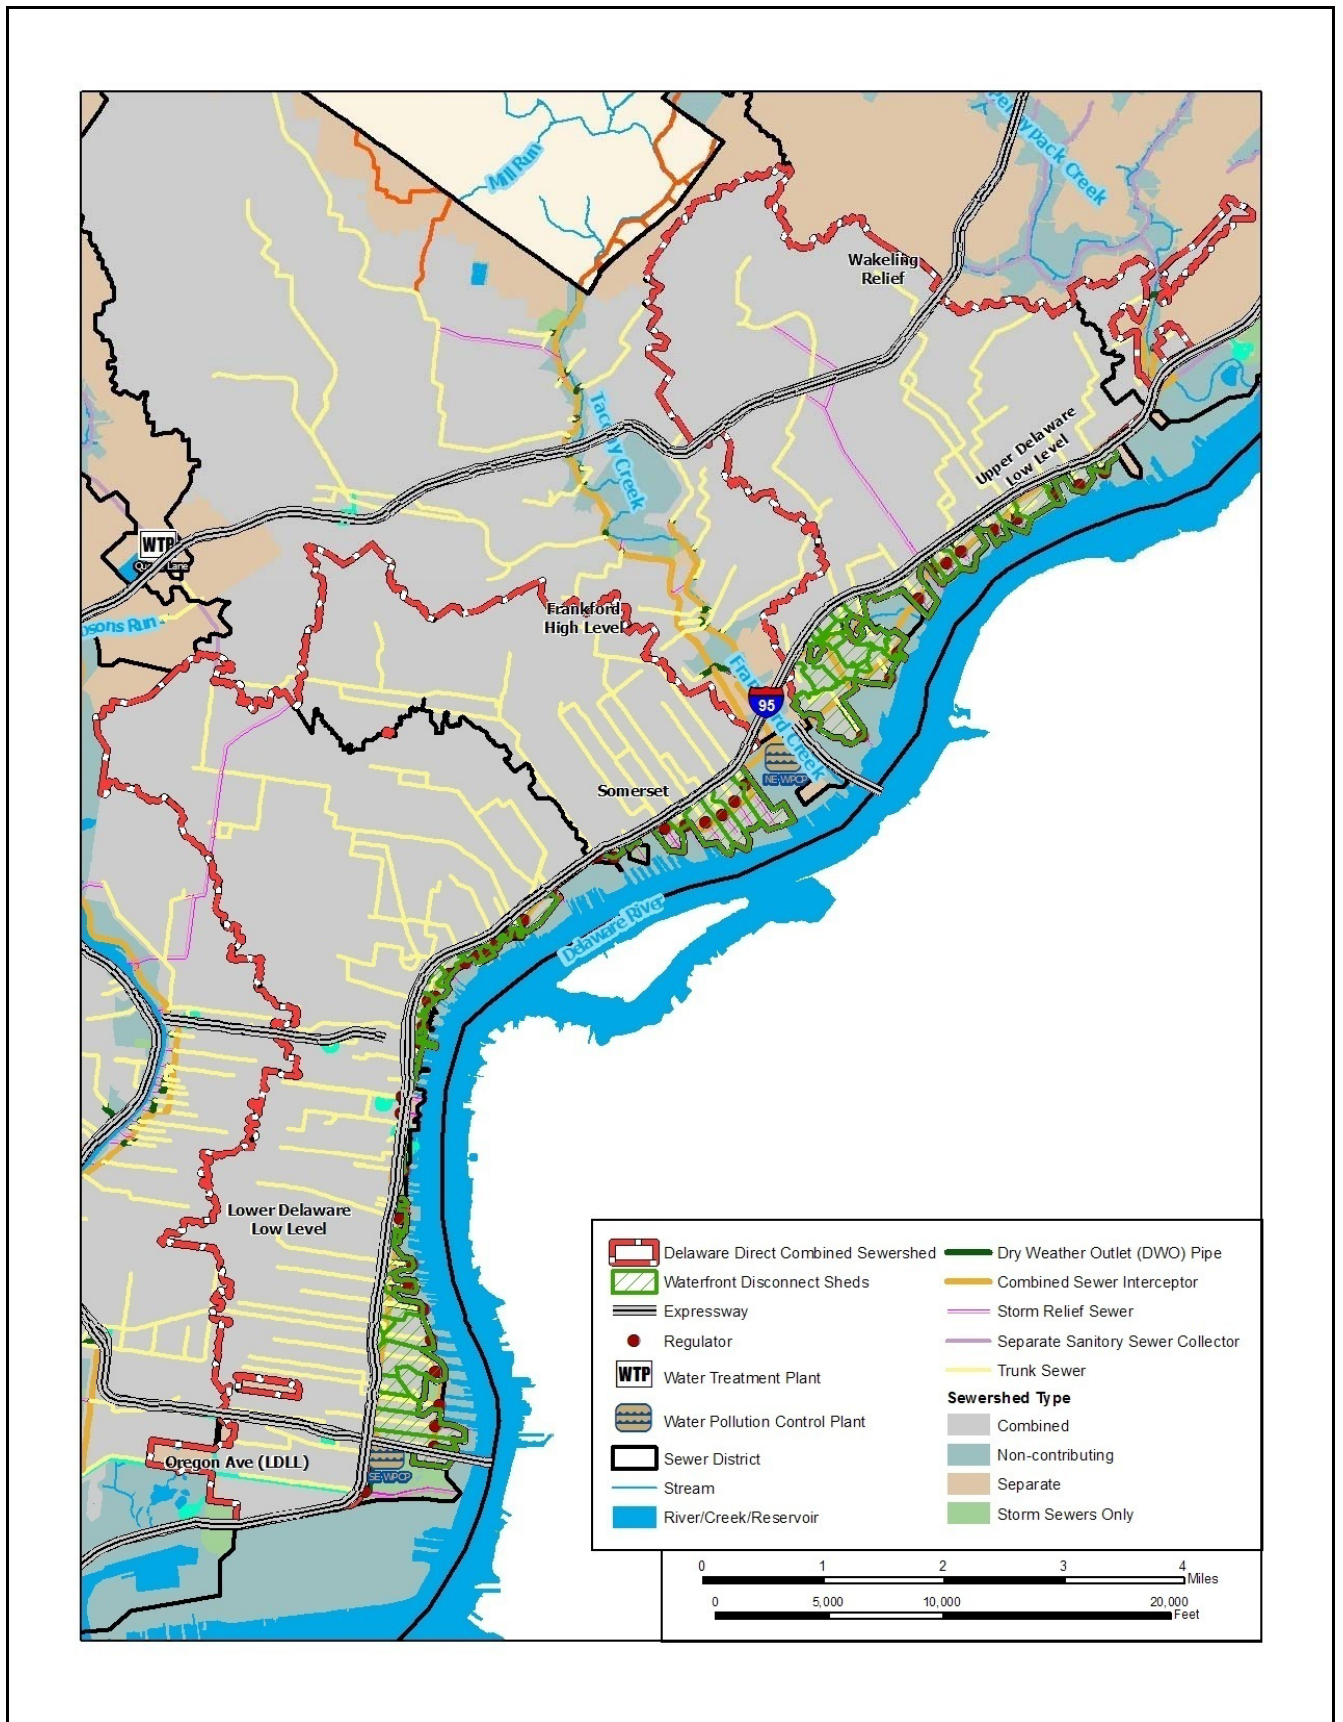 Pennypack Creek
Mill Run
Wakeling
Relief
Tacony Creek
Upper Delaware
Low Level
WTP
Frankford
High Level
95
NE WPCP
Somerset
Delaware River
Lower Delaware
Low Level
Oregon Ave (LDLL)
SE WPCP
Delaware Direct Combined Sewershed
Waterfront Disconnect Sheds
Expressway
Regulator
WTP Water Treatment Plant
Water Pollution Control Plant
Sewer District
Stream
River/Creek/Reservoir
Dry Weather Outlet (DWO) Pipe
Combined Sewer Interceptor
Storm Relief Sewer
Separate Sanitory Sewer Collector
Trunk Sewer
Sewershed Type
Combined
Non-contributing
Separate
Storm Sewers Only
0 1 2 3 4
Miles
0 5,000 10,000 20,000
Feet